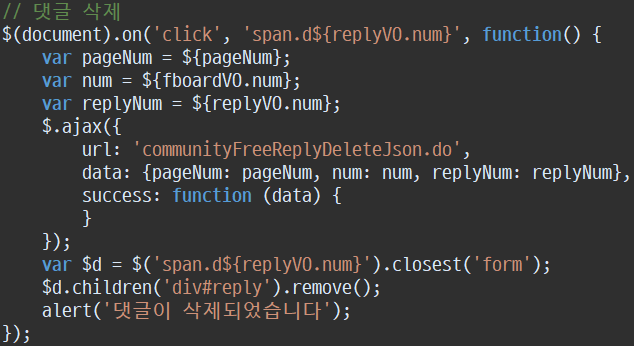 // 댓글 삭제
$(document).on('click', 'span.d${replyVO.num}', function() {
    var pageNum = ${pageNum};
    var num = ${fboardVO.num};
    var replyNum = ${replyVO.num};
    $.ajax({
        url: 'communityFreeReplyDeleteJson.do',
        data: {pageNum: pageNum, num: num, replyNum: replyNum},
        success: function (data) {
        }
    });
    var $d = $('span.d${replyVO.num}').closest('form');
    $d.children('div#reply').remove();
    alert('댓글이 삭제되었습니다');
});